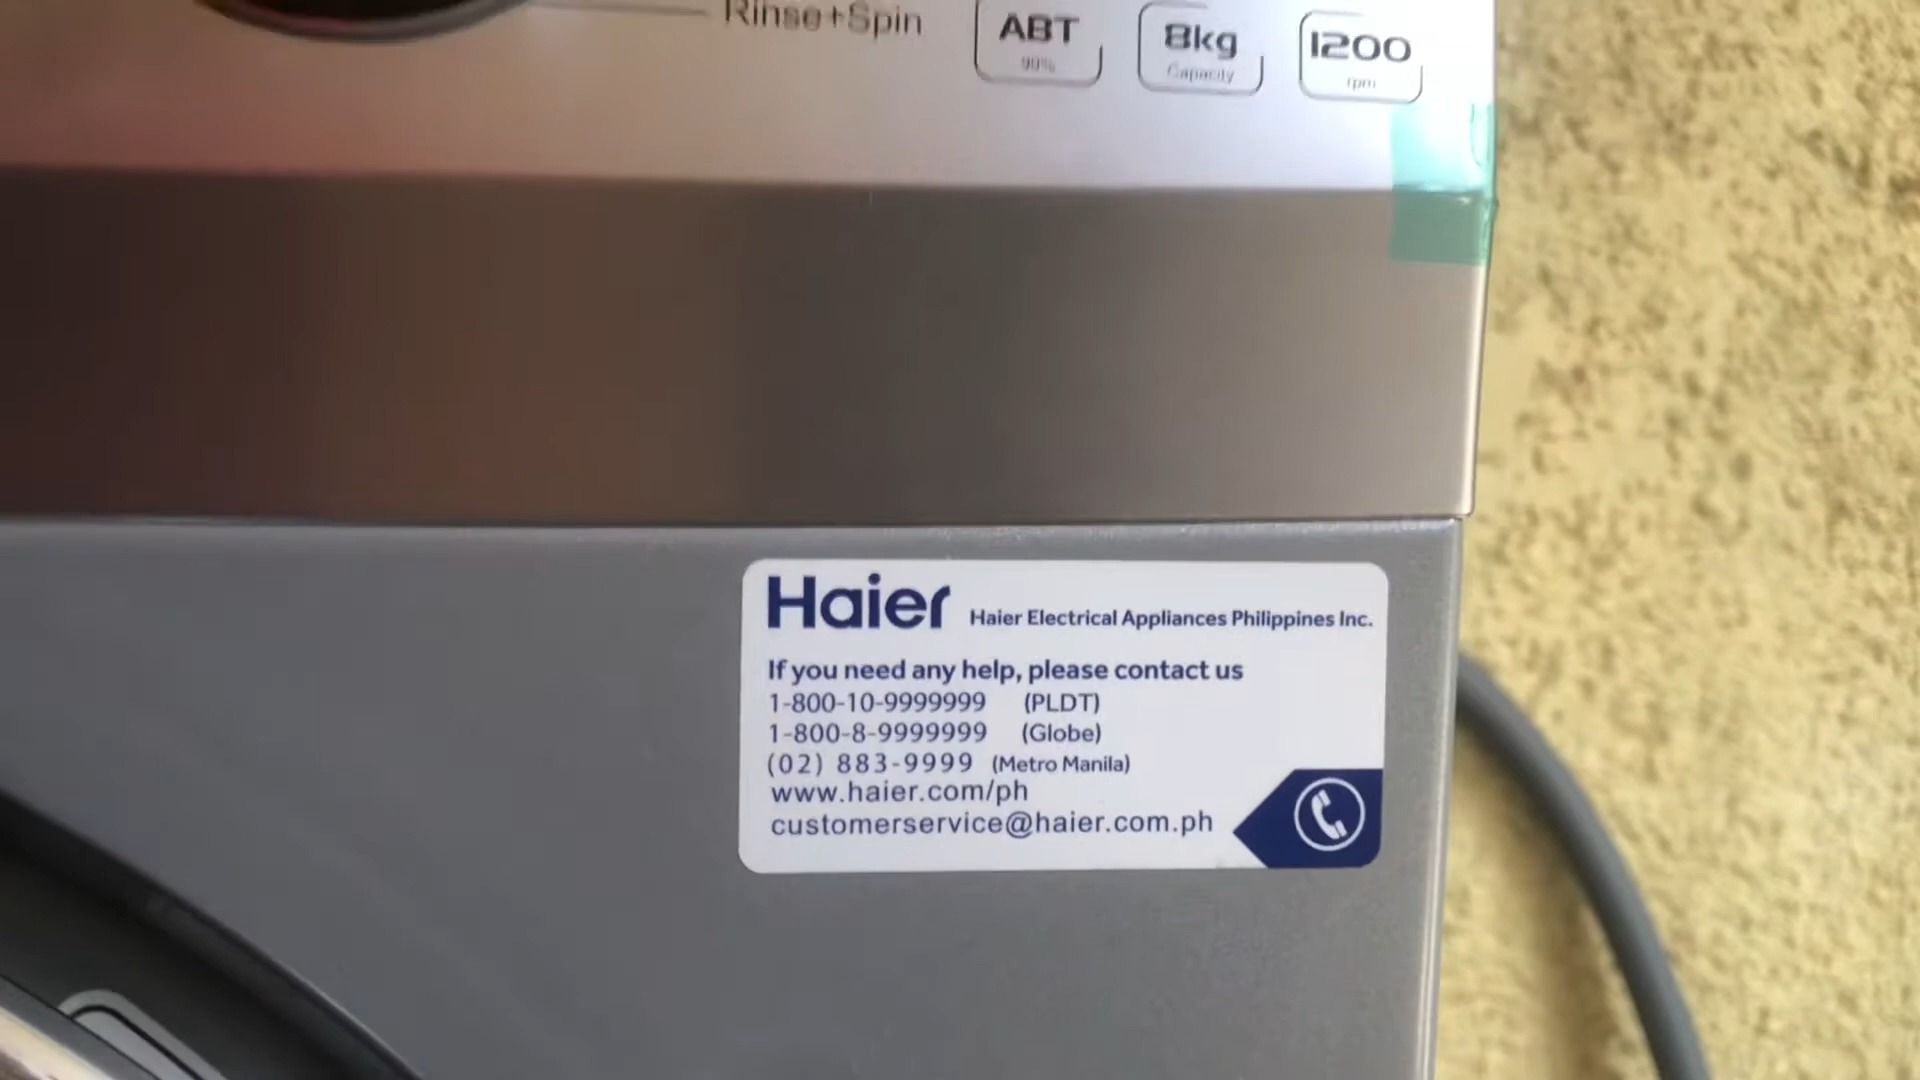 Rinse+Spin
ABT
99%
8kg
Capacity
1200
rpm
Haier Haier Electrical Appliances Philippines Inc.
If you need any help, please contact us
1-800-10-9999999 (PLDT)
1-800-8-9999999 (Globe)
(02) 883-9999 (Metro Manila)
www.haier.com/ph
customerservice@haier.com.ph